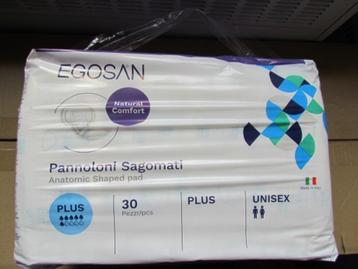 EGOSAN
Natural
Comfort
Pannoloni Sagomati
Anatomic Shaped pad
PLUS
30
Pezzi/pcs
PLUS
UNISEX
Made in Italy